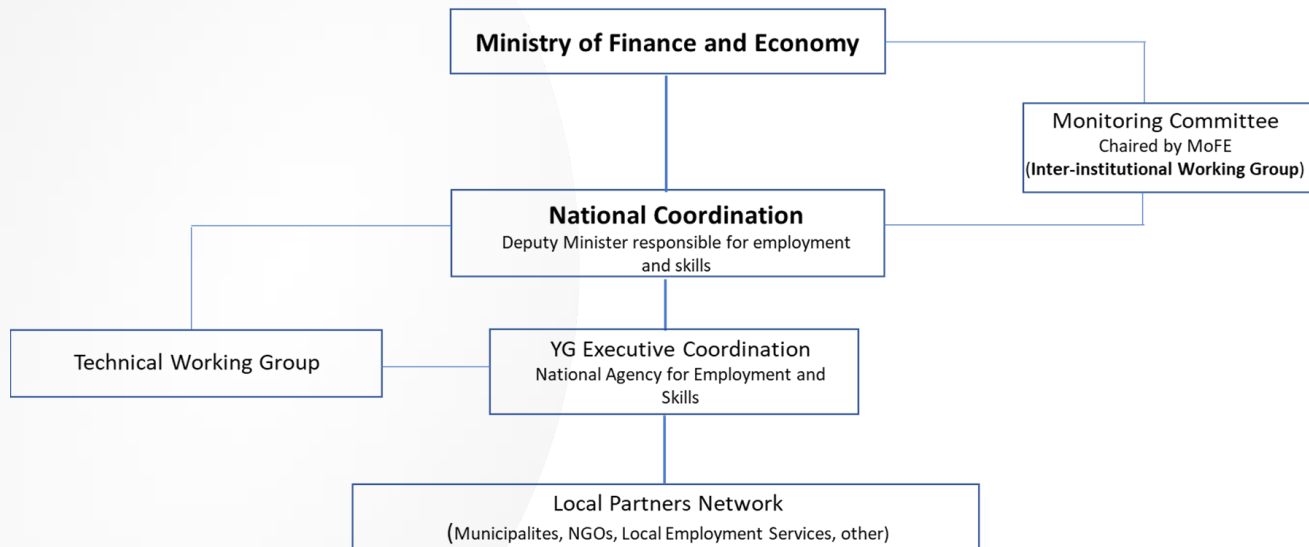 Ministry of Finance and Economy
Monitoring Committee
Chaired by MoFE
(Inter-institutional Working Group)
National Coordination
Deputy Minister responsible for employment
and skills
Technical Working Group
YG Executive Coordination
National Agency for Employment and
Skills
Local Partners Network
(Municipalites, NGOs, Local Employment Services, other)